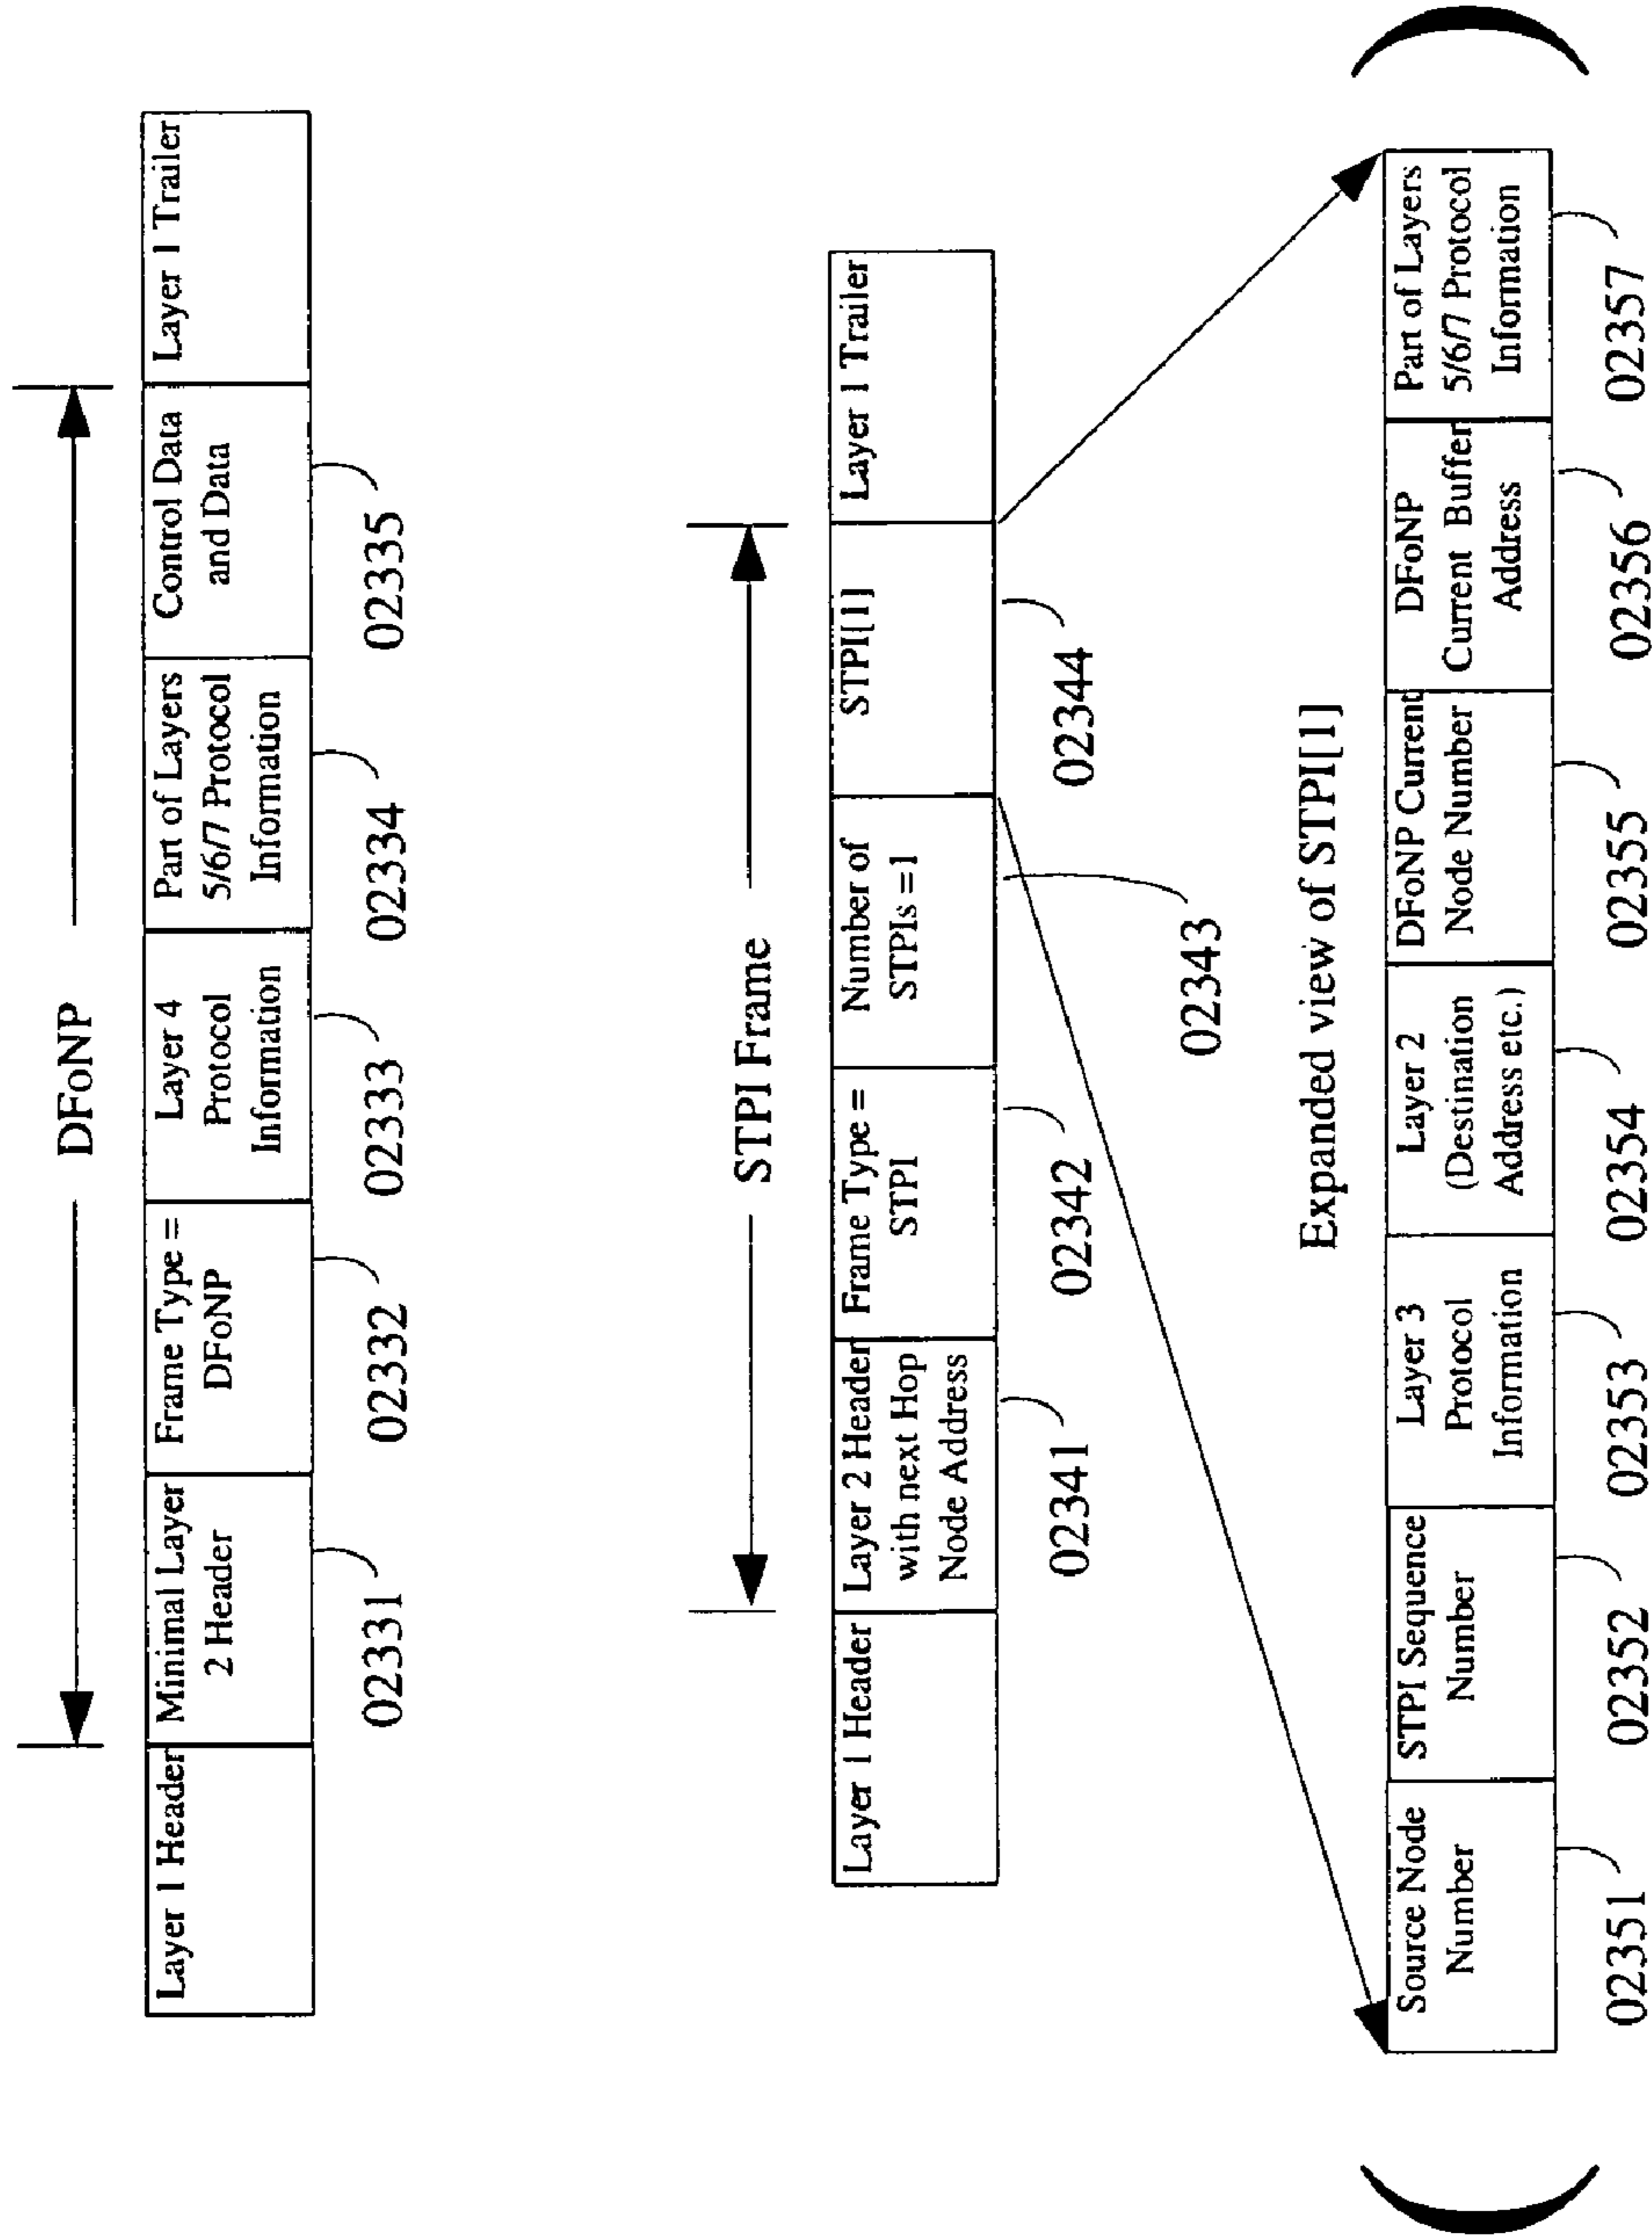 DFoNP
Layer 1 Header
Minimal Layer
2 Header
Frame Type =
DFoNP
Layer 4
Protocol
Information
Part of Layers
5/6/7 Protocol
Information
Control Data
and Data
Layer 1 Trailer
02331
02332
02333
02334
02335
STPI Frame
Layer 1 Header
Layer 2 Header
with next Hop
Node Address
Frame Type =
STPI
Number of
STPIs =1
STPI[1]
Layer 1 Trailer
02341
02342
02343
02344
Expanded view of STPI[1]
Source Node
Number
STPI Sequence
Number
Layer 3
Protocol
Information
Layer 2
(Destination
Address etc.)
DFoNP Current
Node Number
DFoNP
Current Buffer
Address
Part of Layers
5/6/7 Protocol
Information
02351
02352
02353
02354
02355
02356
02357